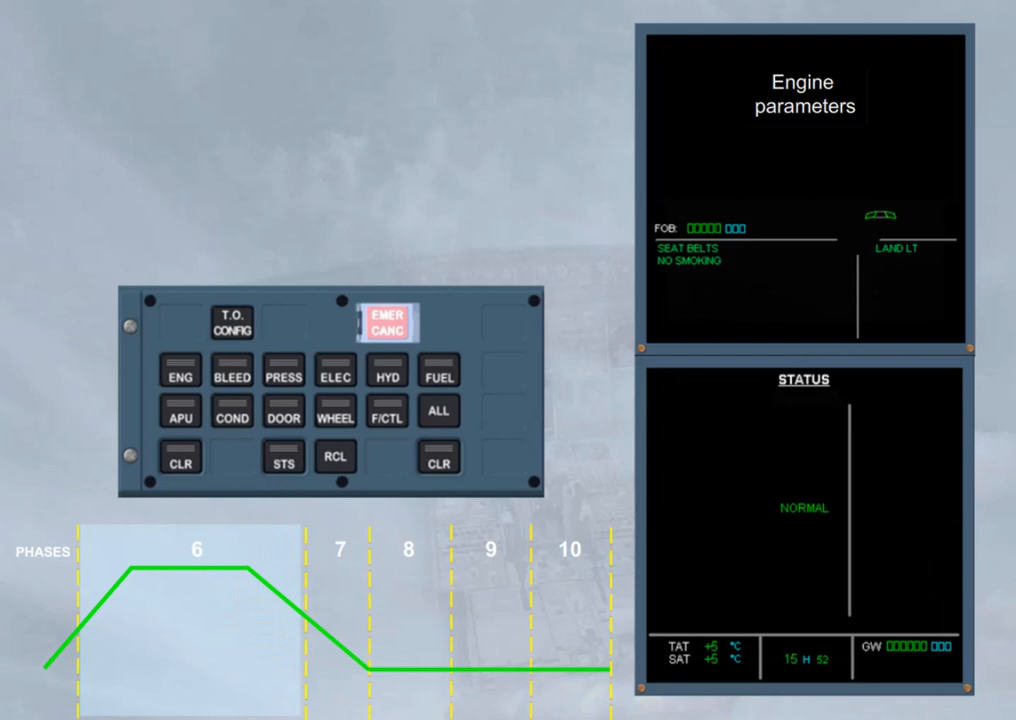 Engine
parameters
FOB:
SEAT BELTS
LAND LT
NO SMOKING
T.O.
CONFIG
EMER
CANC
ENG BLEED PRESS ELEC HYD FUEL
APU COND DOOR WHEEL F/CTL ALL
CLR STS RCL CLR
STATUS
NORMAL
TAT +5 °C
SAT +5 °C
15 H 52
GW
PHASES 6 7 8 9 10